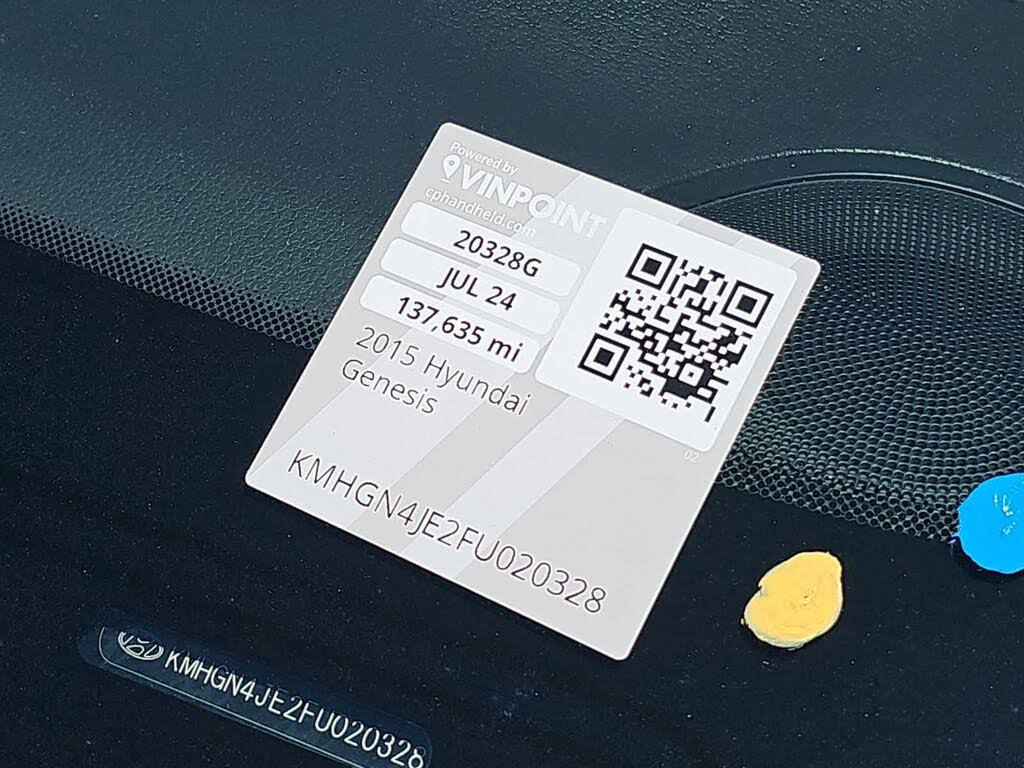 Powered by
VINPOINT
cphandheld.com
20328G
JUL 24
137,635 mi
2015 Hyundai
Genesis
02
KMHGN4JE2FU020328
KMHGN4JE2FU020328